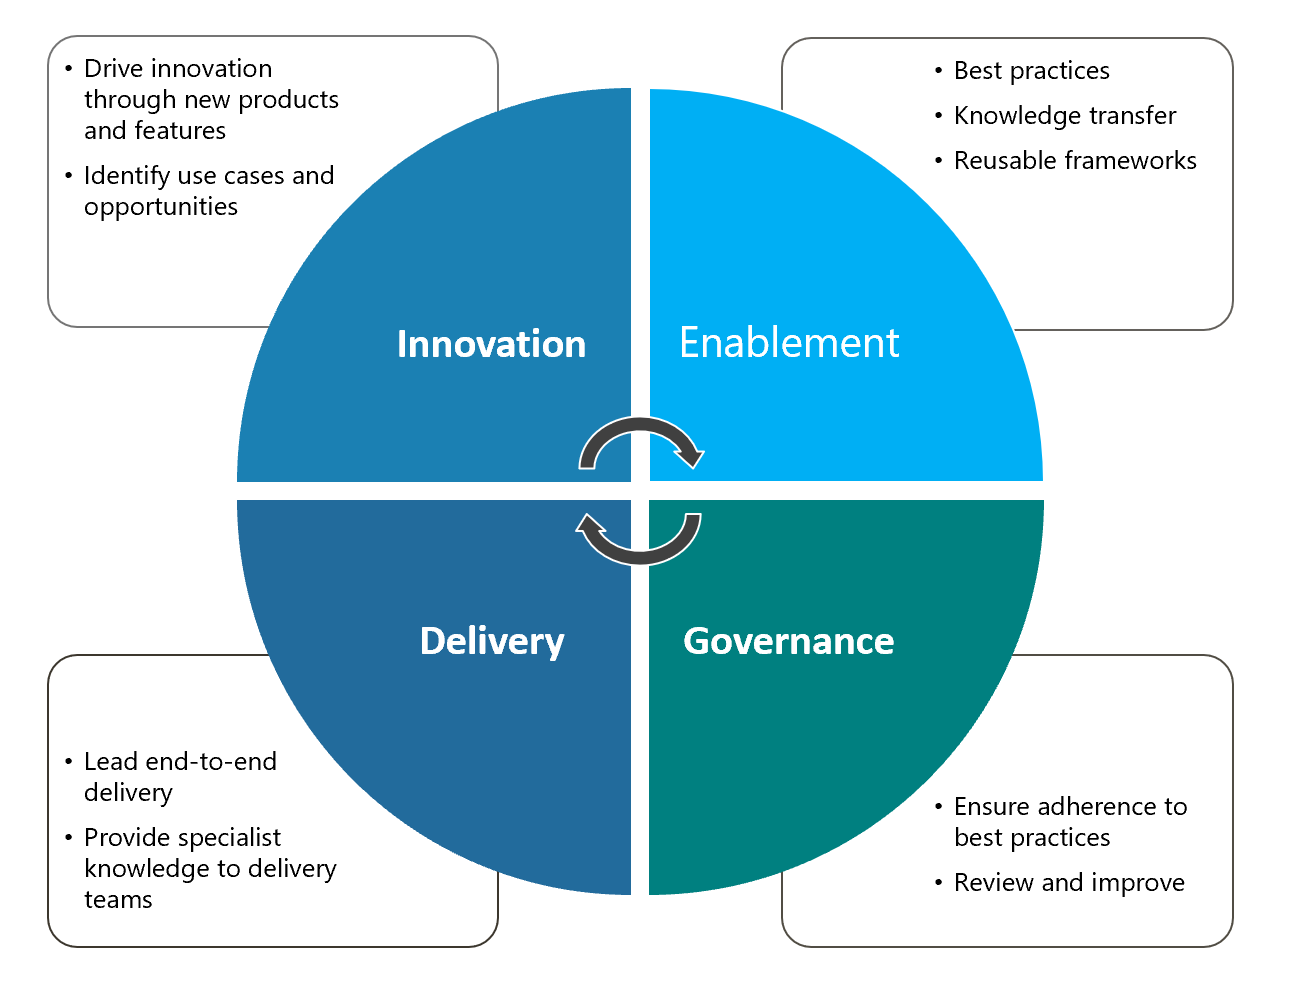 • Drive innovation
through new products
and features
• Identify use cases and
opportunities
• Best practices
• Knowledge transfer
• Reusable frameworks
Innovation
Enablement
Delivery
Governance
• Lead end-to-end
delivery
• Provide specialist
knowledge to delivery
teams
• Ensure adherence to
best practices
• Review and improve